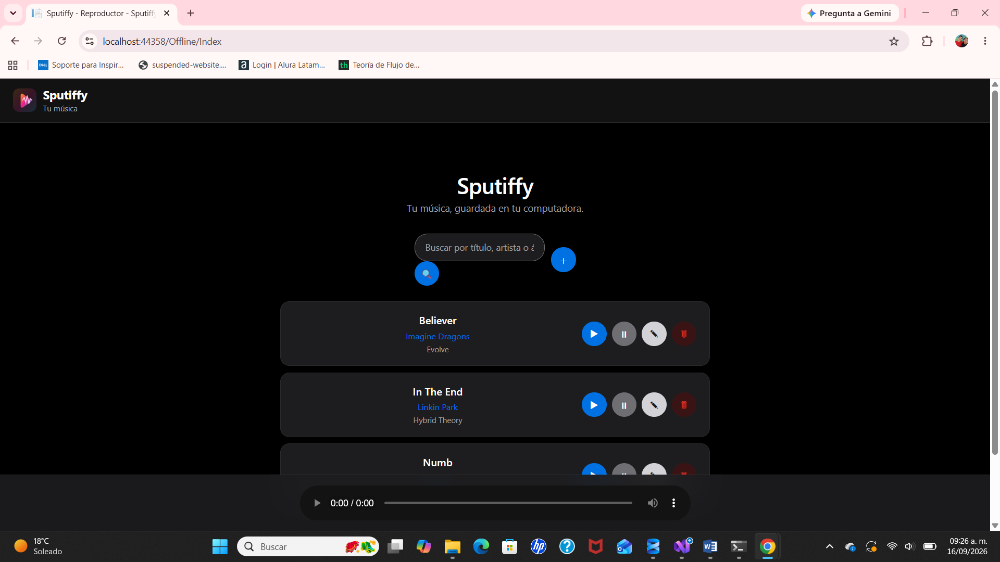 Sputiffy - Reproductor - Sputiff
Pregunta a Gemini
localhost:44358/Offline/Index
Soporte para Inspir...
suspended-website....
Login | Alura Latam...
Teoría de Flujo de...
Sputiffy
Tu música
Sputiffy
Tu música, guardada en tu computadora.
Buscar por título, artista o á
+
Believer
Imagine Dragons
Evolve
In The End
Linkin Park
Hybrid Theory
Numb
0:00 / 0:00
18°C
Soleado
Buscar
09:26 a. m.
16/09/2026